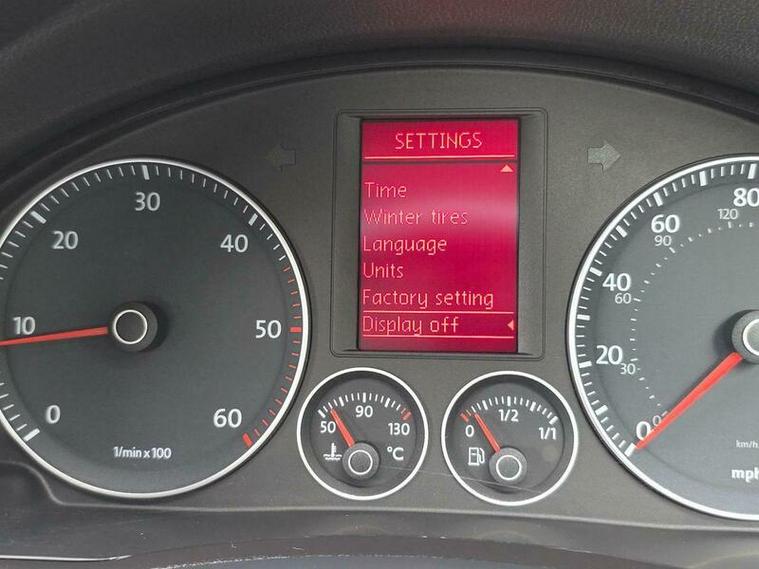 SETTINGS
Time
Winter tires
Language
Units
Factory setting
Display off
0
10
20
30
40
50
60
1/min x 100
50
90
130
°C
0
1/2
1/1
0
20
40
60
80
0
30
60
90
120
km/h
mph